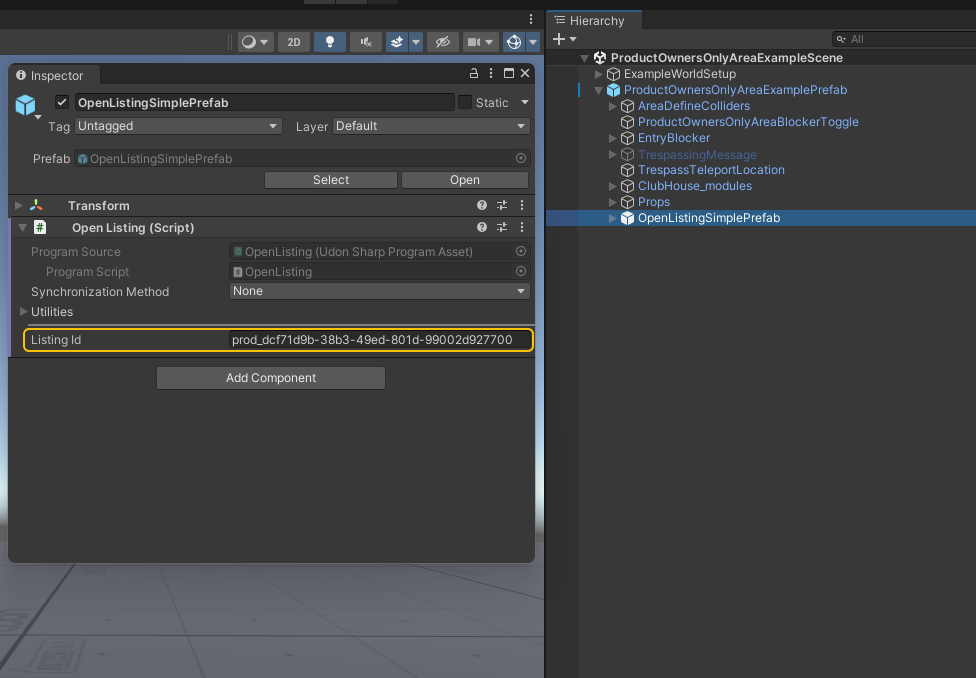 2D
Inspector
OpenListingSimplePrefab
Static
Tag
Untagged
Layer
Default
Prefab
OpenListingSimplePrefab
Select
Open
Transform
Open Listing (Script)
Program Source
OpenListing (Udon Sharp Program Asset)
Program Script
OpenListing
Synchronization Method
None
Utilities
Listing Id
prod_dcf71d9b-38b3-49ed-801d-99002d927700
Add Component
Hierarchy
All
ProductOwnersOnlyAreaExampleScene
ExampleWorldSetup
ProductOwnersOnlyAreaExamplePrefab
AreaDefineColliders
ProductOwnersOnlyAreaBlockerToggle
EntryBlocker
TrespassingMessage
TrespassTeleportLocation
ClubHouse_modules
Props
OpenListingSimplePrefab